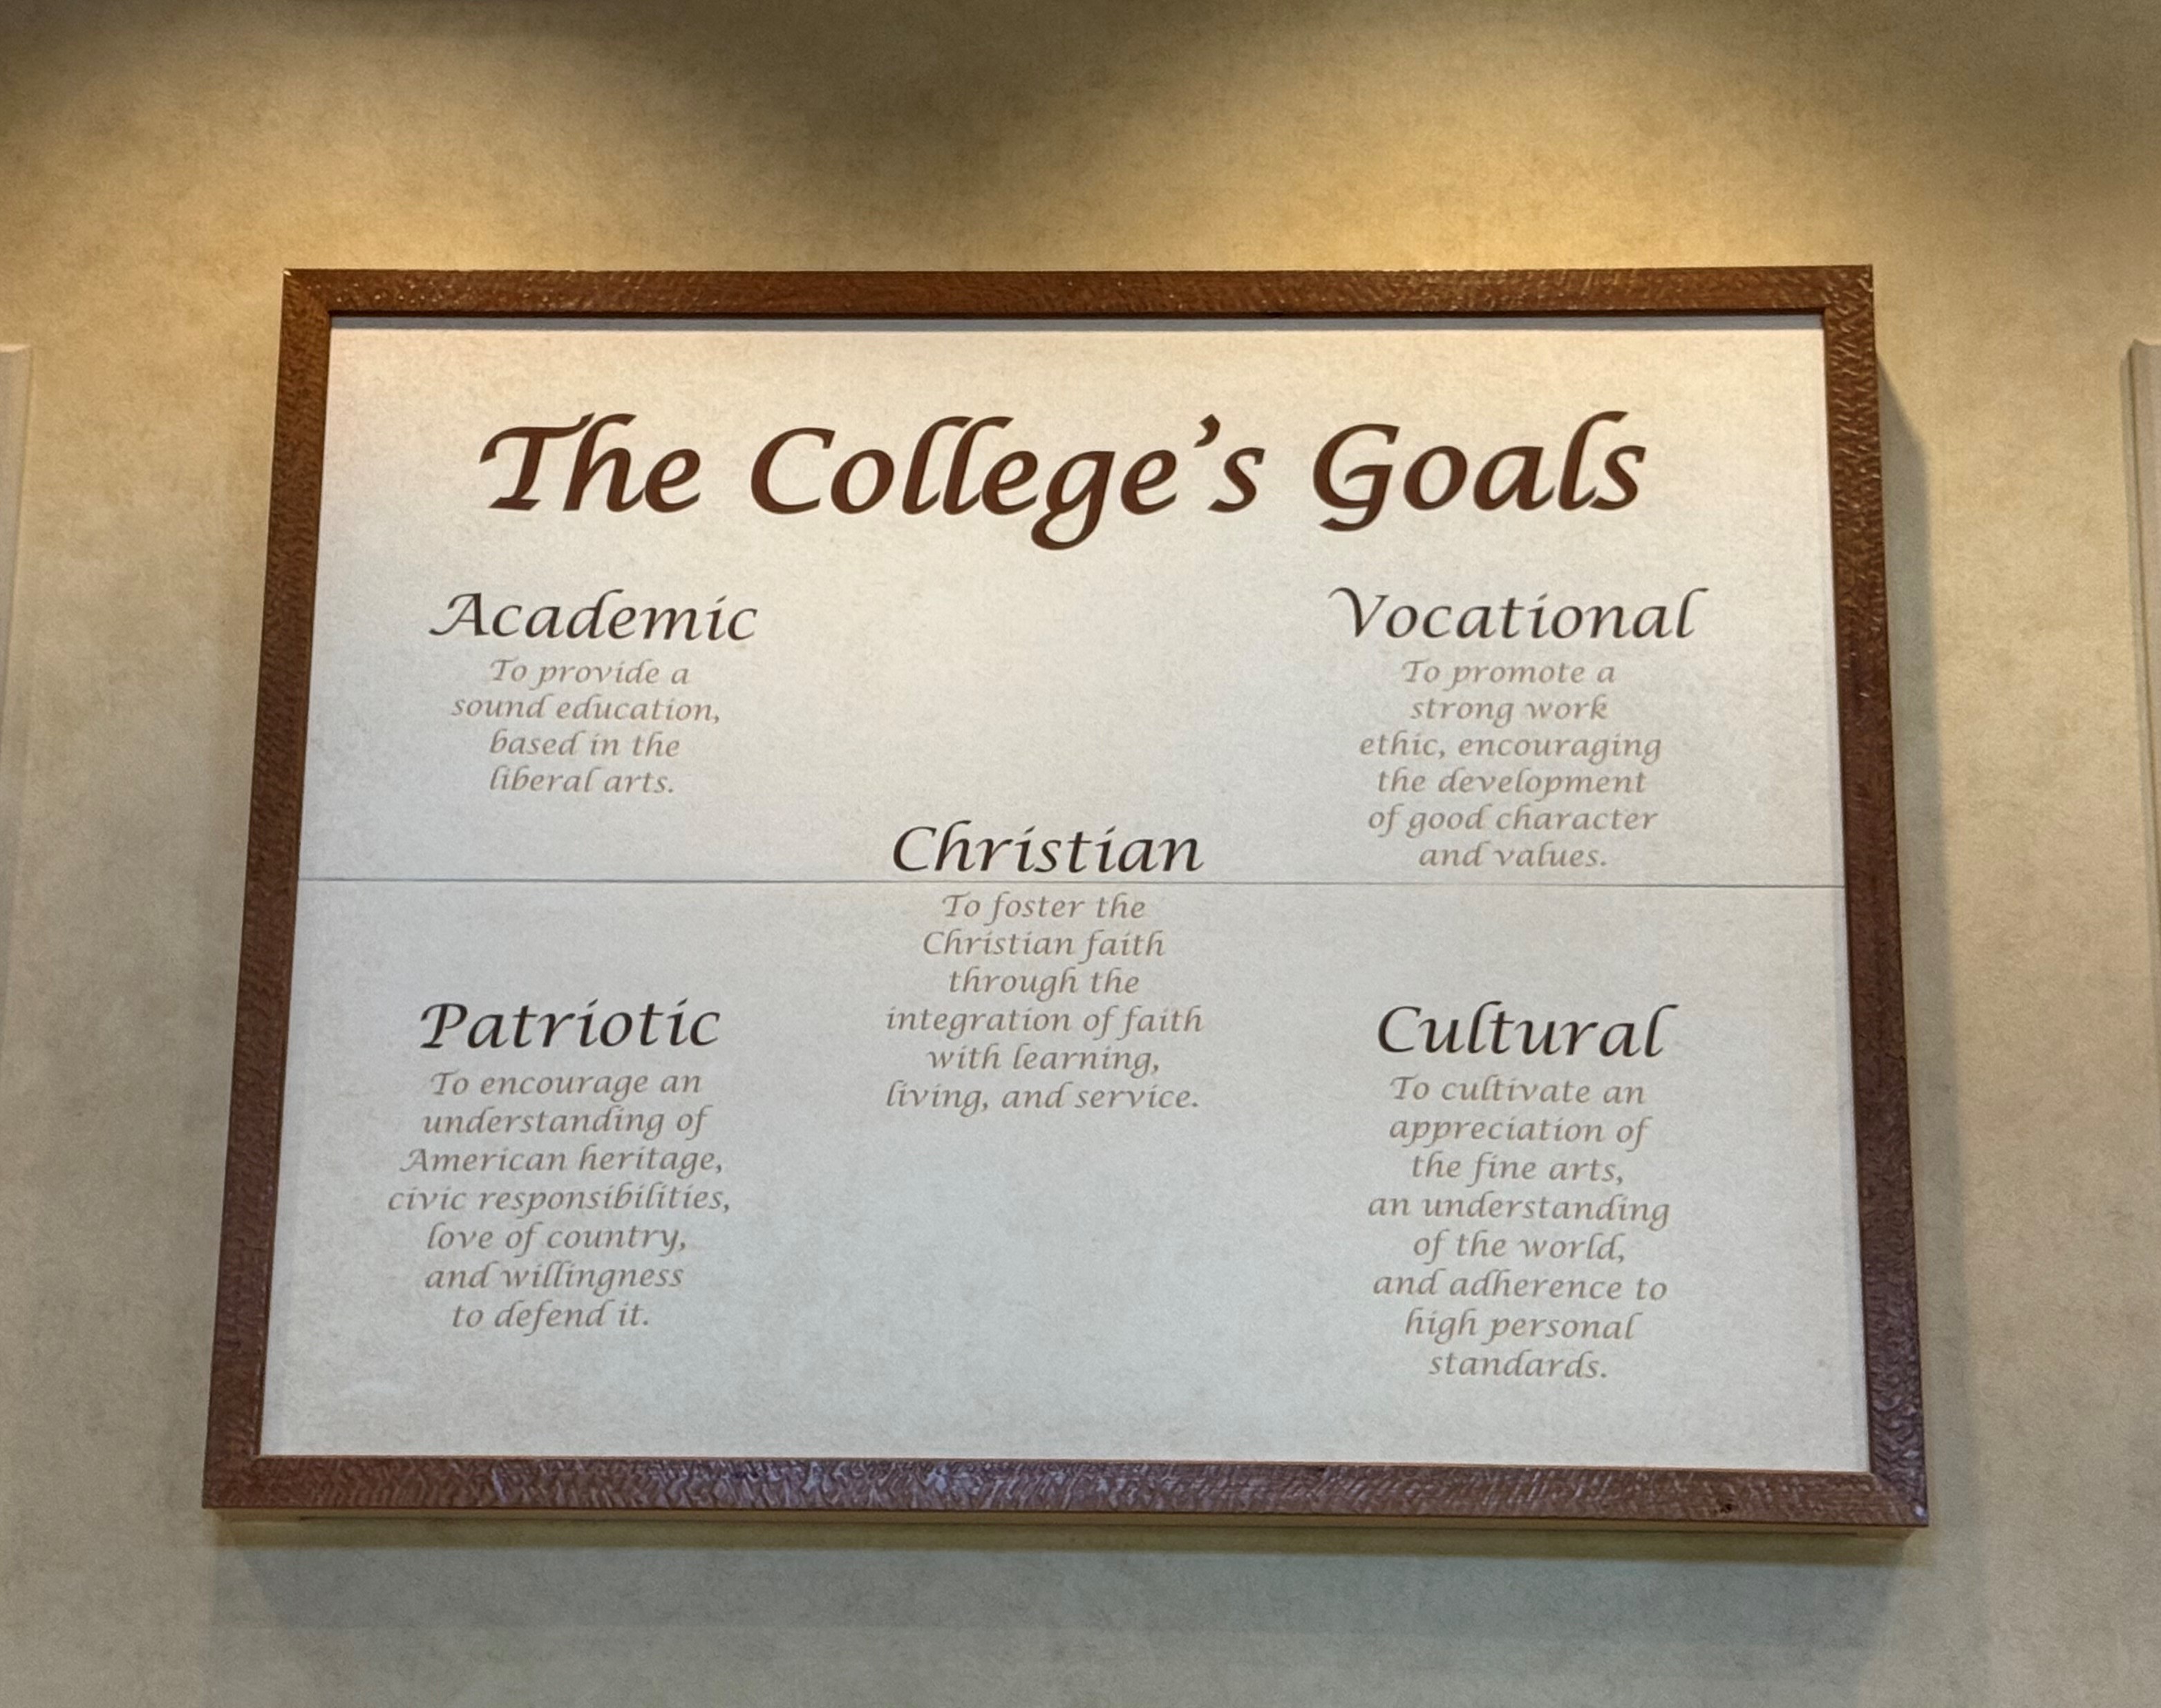 The College's Goals
Academic
To provide a
sound education,
based in the
liberal arts.
Vocational
To promote a
strong work
ethic, encouraging
the development
of good character
and values.
Christian
To foster the
Christian faith
through the
integration of faith
with learning,
living, and service.
Patriotic
To encourage an
understanding of
American heritage,
civic responsibilities,
love of country,
and willingness
to defend it.
Cultural
To cultivate an
appreciation of
the fine arts,
an understanding
of the world,
and adherence to
high personal
standards.